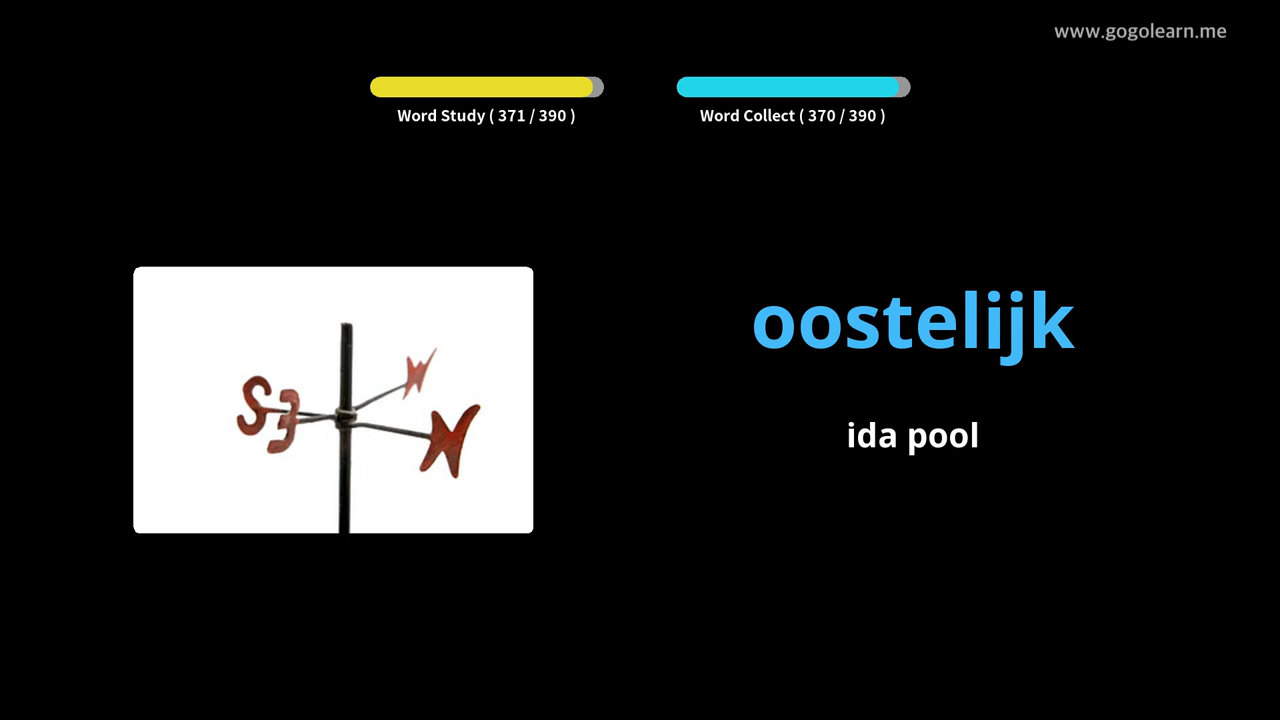 www.gogolearn.me
Word Study ( 371 / 390 )
Word Collect ( 370 / 390 )
oostelijk
ida pool
S
E
N
W